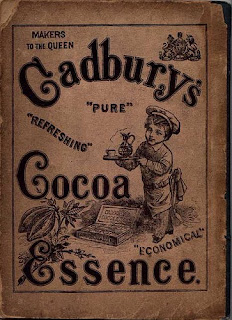 MAKERS
TO THE QUEEN
Cadbury's
"PURE"
"REFRESHING"
Cocoa
"ECONOMICAL"
Essence.